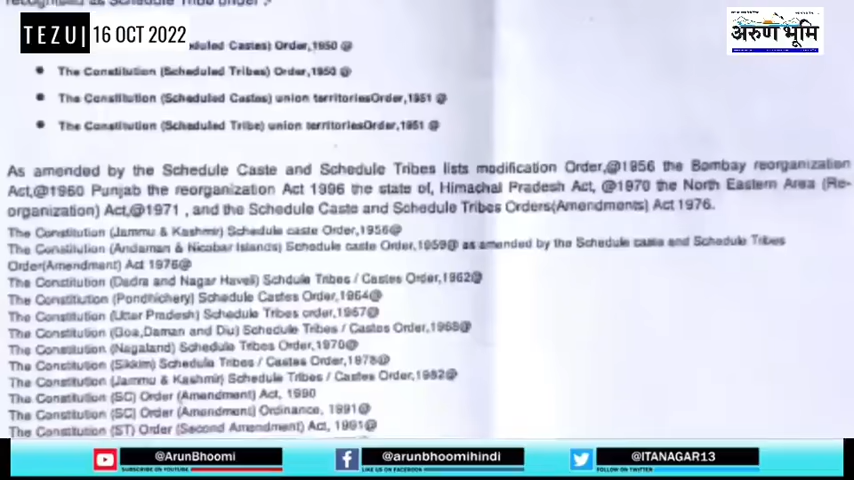 recognised as Schedule Tribe under :-
TEZU | 16 OCT 2022
अरुण भूमि
duled Castes) Order,1950 @
The Constitution (Scheduled Tribes) Order,1950 @
The Constitution (Scheduled Castes) union territoriesOrder,1951 @
The Constitution (Scheduled Tribe) union territoriesOrder,1951 @
As amended by the Schedule Caste and Schedule Tribes lists modification Order,@1956 the Bombay reorganization
Act,@1960 Punjab the reorganization Act 1996 the state of, Himachal Pradesh Act, @1970 the North Eastern Area (Re-
organization) Act,@1971 , and the Schedule Caste and Schedule Tribes Orders(Amendments) Act 1976.
The Constitution (Jammu & Kashmir) Schedule caste Order,1956@
The Constitution (Andaman & Nicobar Islands) Schedule caste Order,1959@ as amended by the Schedule caste and Schedule Tribes
Order(Amendment) Act 1976@
The Constitution (Dadra and Nagar Haveli) Schdule Tribes / Castes Order,1962@
The Constitution (Pondhichery) Schedule Castes Order,1964@
The Constitution (Uttar Pradesh) Schedule Tribes order,1967@
The Constitution (Goa,Daman and Diu) Schedule Tribes / Castes Order,1968@
The Constitution (Nagaland) Schedule Tribes Order,1970@
The Constitution (Sikkim) Schedule Tribes / Castes Order,1978@
The Constitution (Jammu & Kashmir) Schedule Tribes / Castes Order,1982@
The Constitution (SC) Order (Amendment) Act, 1990
The Constitution (SC) Order (Amendment) Ordinance, 1991@
The Constitution (ST) Order (Second Amendment) Act, 1991@
@ArunBhoomi
SUBSCRIBE ON YOUTUBE
@arunbhoomihindi
LIKE US ON FACEBOOK
@ITANAGAR13
FOLLOW ON TWITTER